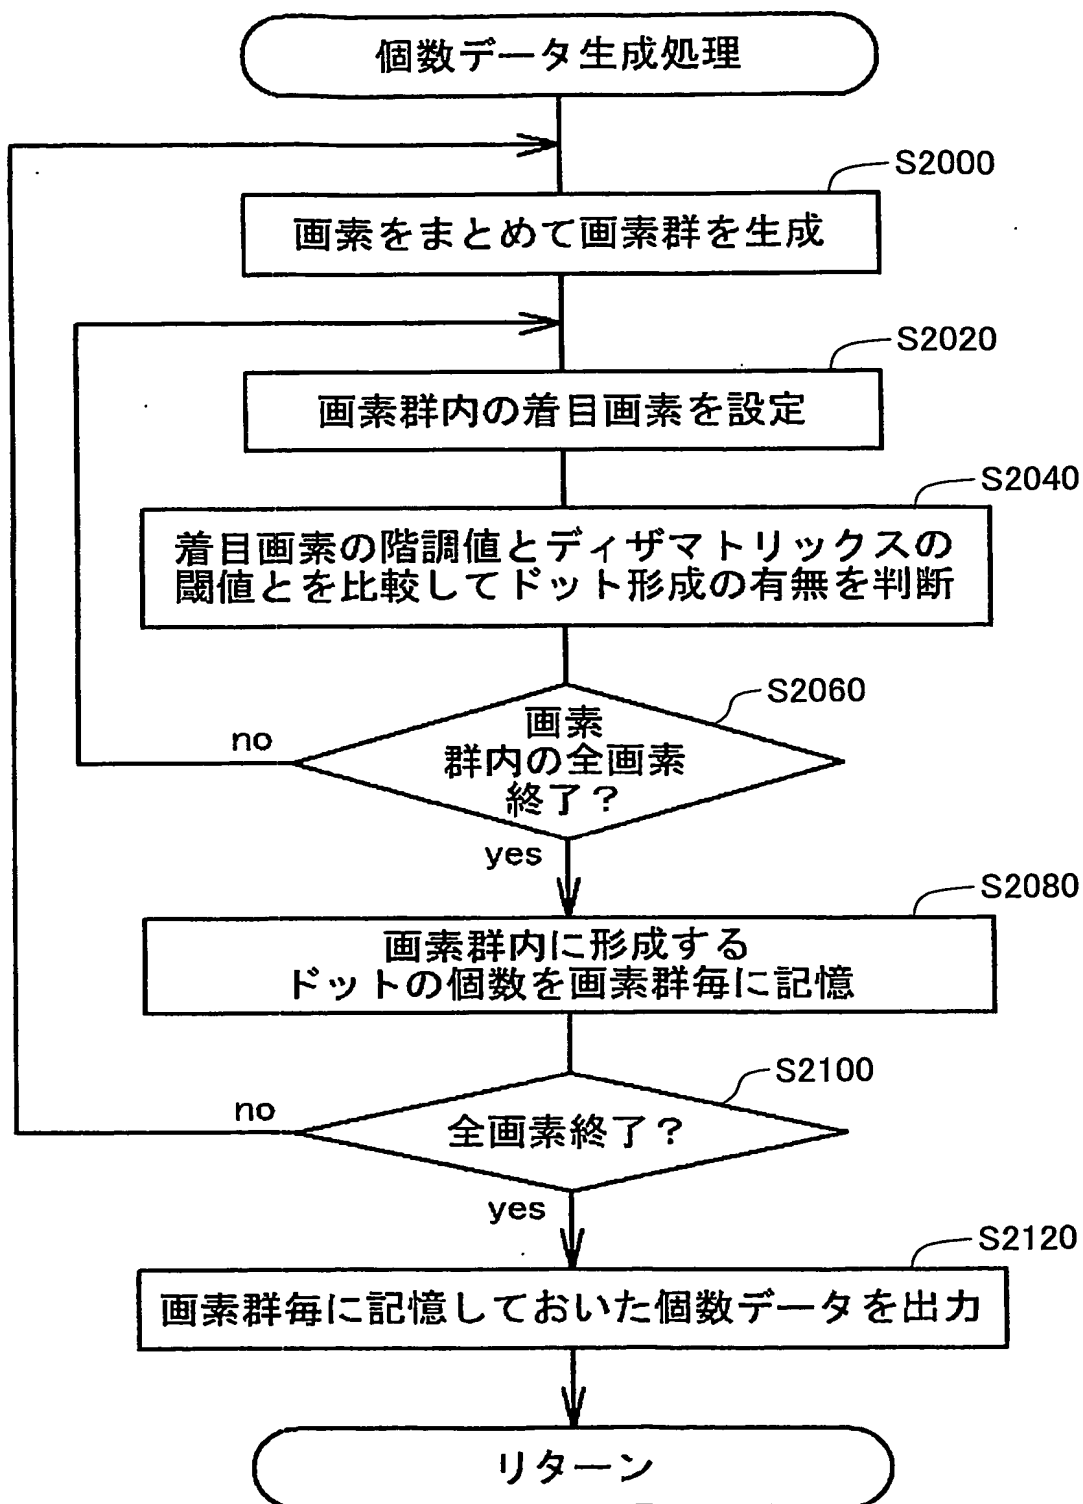 個数データ生成処理
S2000
画素をまとめて画素群を生成
S2020
画素群内の着目画素を設定
S2040
着目画素の階調値とディザマトリックスの
閾値とを比較してドット形成の有無を判断
S2060
画素
群内の全画素
終了？
no
yes
S2080
画素群内に形成する
ドットの個数を画素群毎に記憶
S2100
全画素終了？
no
yes
S2120
画素群毎に記憶しておいた個数データを出力
リターン